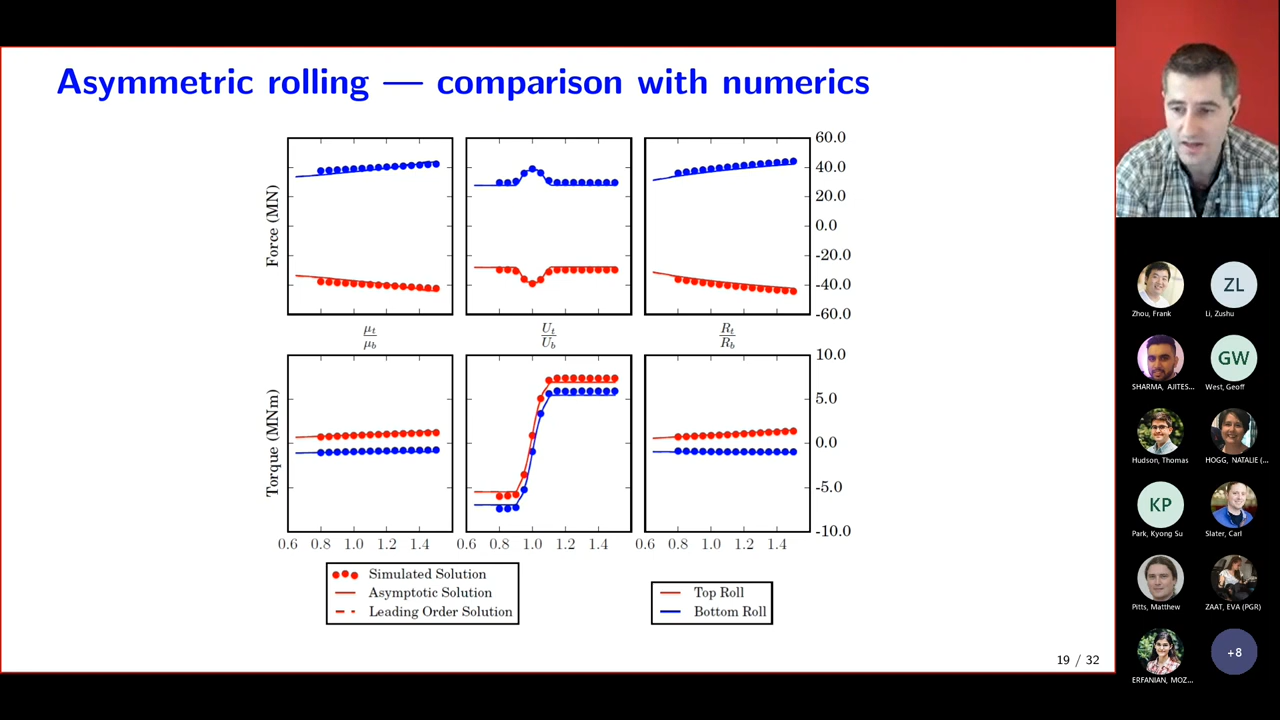 Asymmetric rolling — comparison with numerics
60.0
40.0
20.0
0.0
-20.0
-40.0
-60.0
Force (MN)
μt/μb
Ut/Ub
Rt/Rb
10.0
5.0
0.0
-5.0
-10.0
Torque (MNm)
0.6 0.8 1.0 1.2 1.4 0.6 0.8 1.0 1.2 1.4 0.6 0.8 1.0 1.2 1.4
Simulated Solution
Asymptotic Solution
Leading Order Solution
Top Roll
Bottom Roll
19 / 32
ZL
Zhou, Frank
Li, Zushu
GW
SHARMA, AJITES...
West, Geoff
Hudson, Thomas
HOGG, NATALIE (...
KP
Park, Kyong Su
Slater, Carl
Pitts, Matthew
ZAAT, EVA (PGR)
+8
ERFANIAN, MOZ...